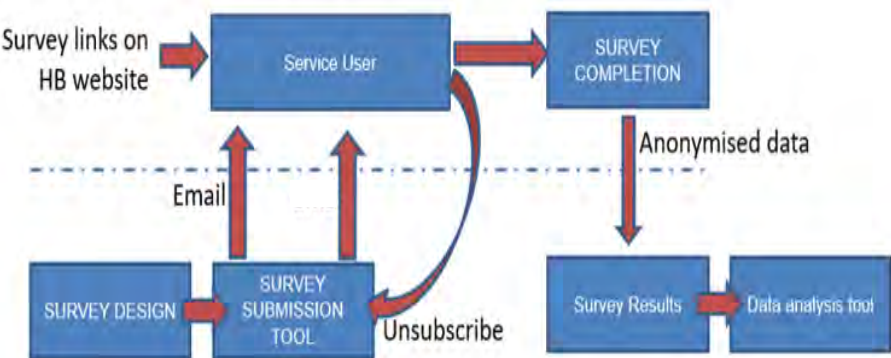 Survey links on
HB website
Service User
SURVEY
COMPLETION
Anonymised data
Email
SURVEY DESIGN
SURVEY
SUBMISSION
TOOL
Unsubscribe
Survey Results
Data analysis tool